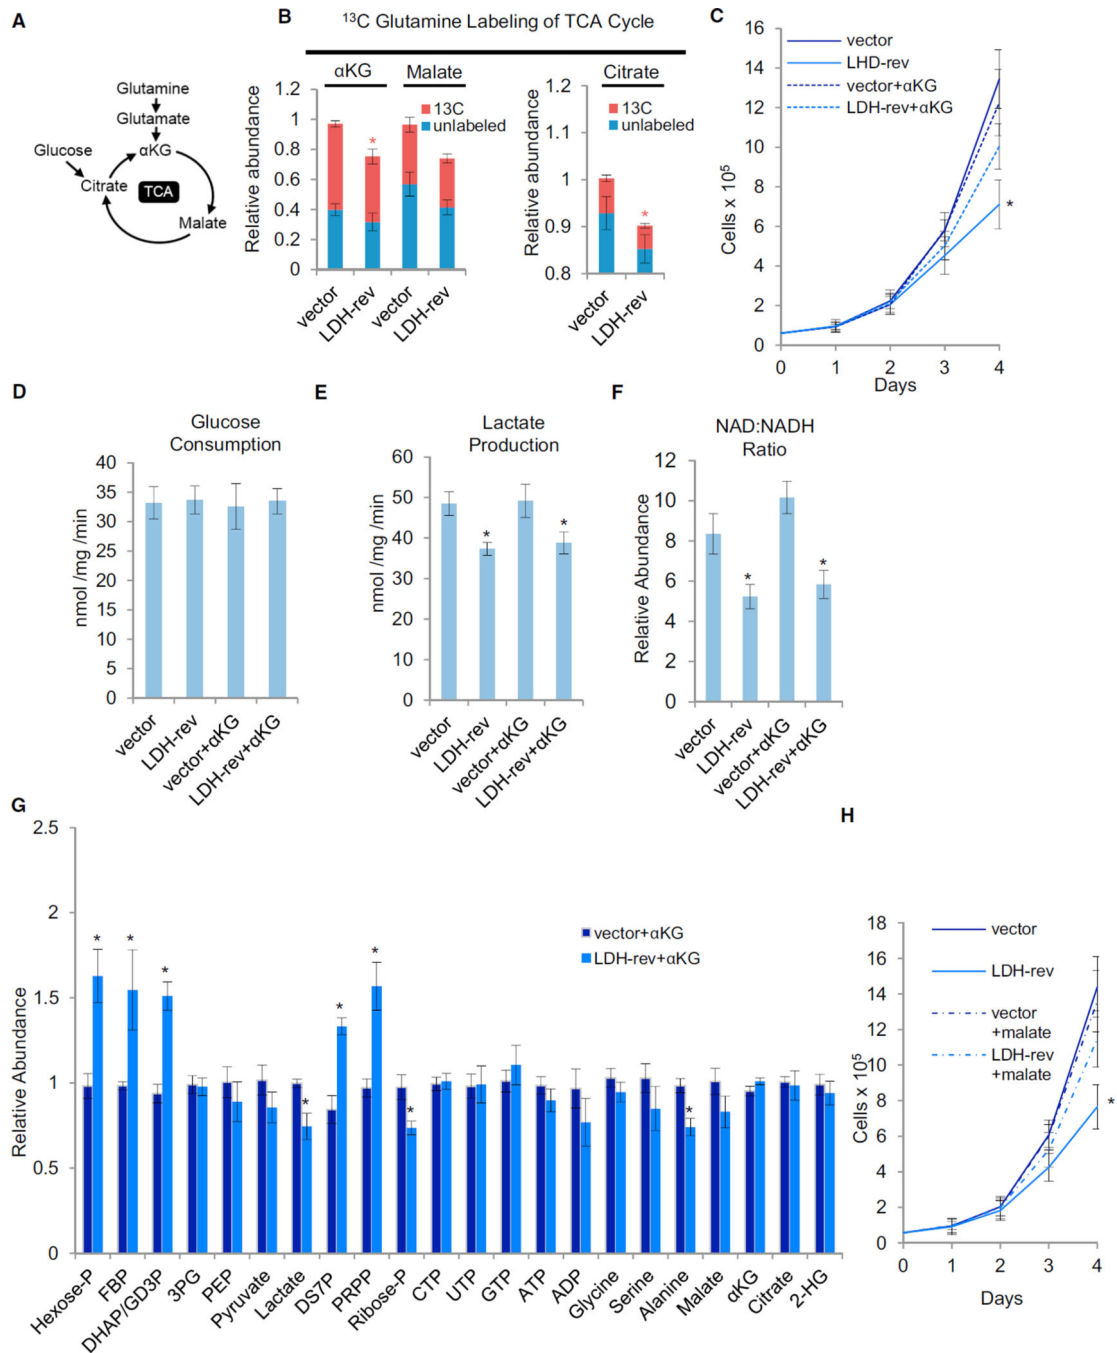 A
Glutamine
Glutamate
Glucose
αKG
Citrate
TCA
Malate
B
13C Glutamine Labeling of TCA Cycle
αKG
Malate
Relative abundance
1.2
1
0.8
0.6
0.4
0.2
0
13C
unlabeled
*
vector
LDH-rev
vector
LDH-rev
Citrate
Relative abundance
1.2
1.1
1
0.9
0.8
13C
unlabeled
*
vector
LDH-rev
C
vector
LHD-rev
vector+αKG
LDH-rev+αKG
Cells x 10⁵
16
14
12
10
8
6
4
2
0
*
0 1 2 3 4
Days
D
Glucose
Consumption
nmol /mg /min
40
35
30
25
20
15
10
5
0
vector
LDH-rev
vector+αKG
LDH-rev+αKG
E
Lactate
Production
nmol /mg /min
60
50
40
30
20
10
0
*
*
vector
LDH-rev
vector+αKG
LDH-rev+αKG
F
NAD:NADH
Ratio
Relative Abundance
12
10
8
6
4
2
0
*
*
vector
LDH-rev
vector+αKG
LDH-rev+αKG
G
Relative Abundance
2.5
2
1.5
1
0.5
0
vector+αKG
LDH-rev+αKG
* * * * * * * *
Hexose-P
FBP
DHAP/GD3P
3PG
PEP
Pyruvate
Lactate
DS7P
PRPP
Ribose-P
CTP
UTP
GTP
ATP
ADP
Glycine
Serine
Alanine
Malate
αKG
Citrate
2-HG
H
vector
LDH-rev
vector
+malate
LDH-rev
+malate
Cells x 10⁵
18
16
14
12
10
8
6
4
2
0
*
0 1 2 3 4
Days